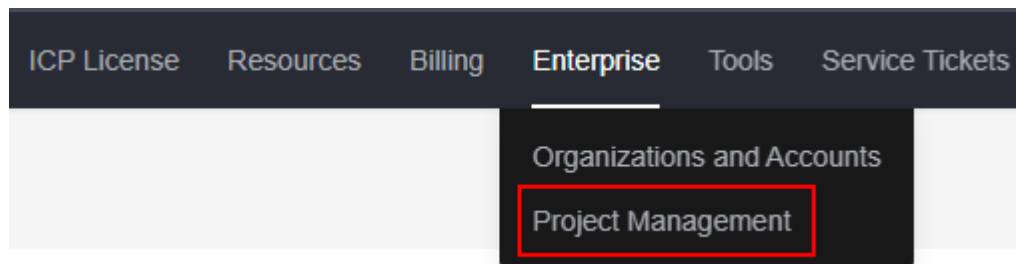 ICP License Resources Billing Enterprise Tools Service Tickets
Organizations and Accounts
Project Management